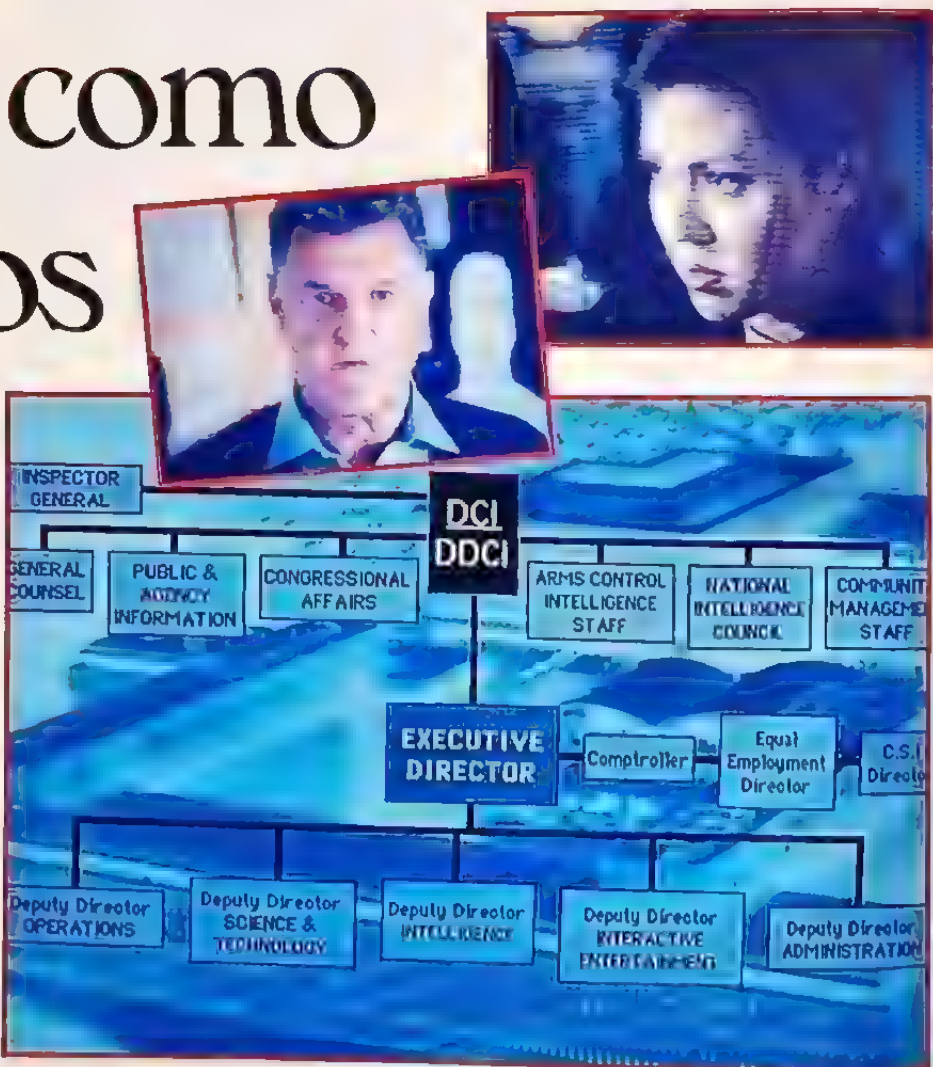 como
os
INSPECTOR
GENERAL
DCI
DDCI
GENERAL
COUNSEL
PUBLIC &
AGENCY
INFORMATION
CONGRESSIONAL
AFFAIRS
ARMS CONTROL
INTELLIGENCE
STAFF
NATIONAL
INTELLIGENCE
COUNCIL
COMMUNIT
MANAGEME
STAFF
EXECUTIVE
DIRECTOR
Comptroller
Equal
Employment
Director
C.S.I
Directo
Deputy Director
OPERATIONS
Deputy Director
SCIENCE &
TECHNOLOGY
Deputy Director
INTELLIGENCE
Deputy Director
INTERACTIVE
ENTERTAINMENT
Deputy Director
ADMINISTRATION